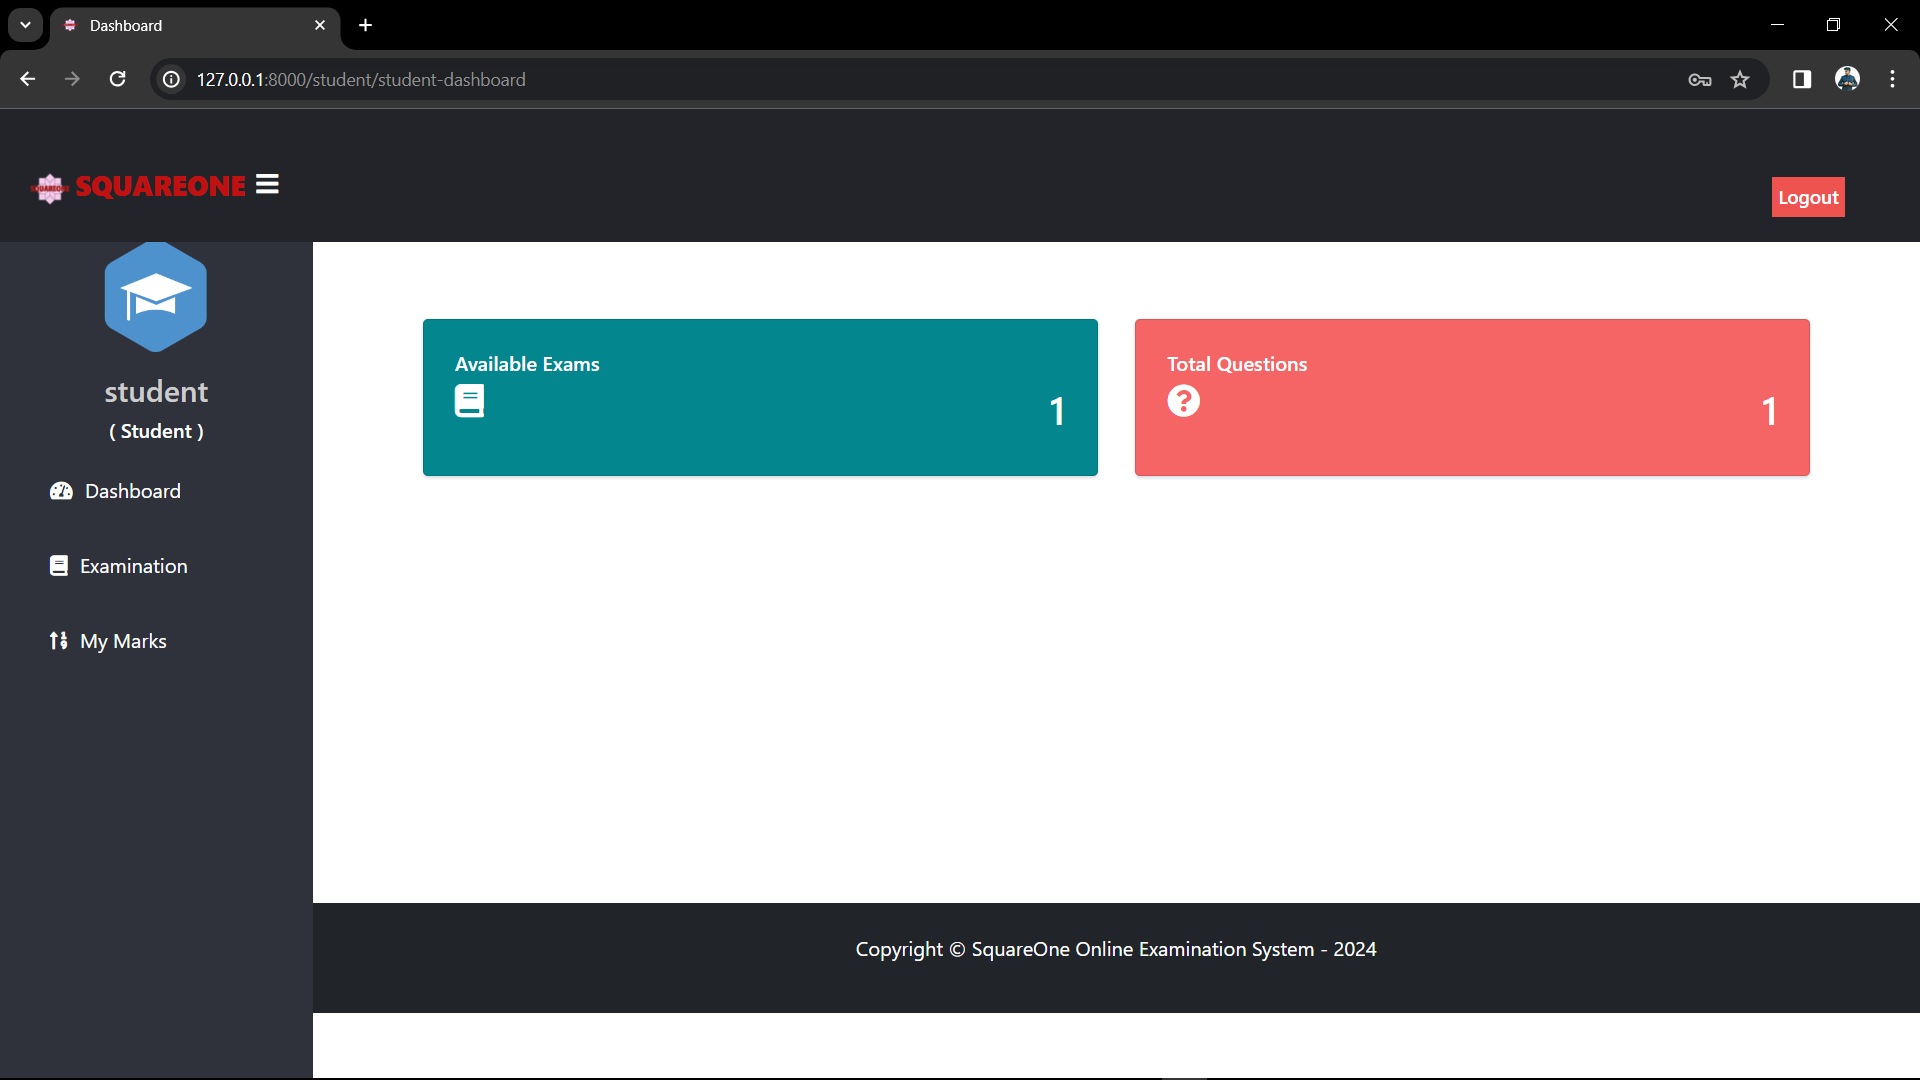 Dashboard
127.0.0.1:8000/student/student-dashboard
SQUAREONE
SQUAREONE
Logout
student
( Student )
Dashboard
Examination
My Marks
Available Exams
1
Total Questions
1
Copyright © SquareOne Online Examination System - 2024